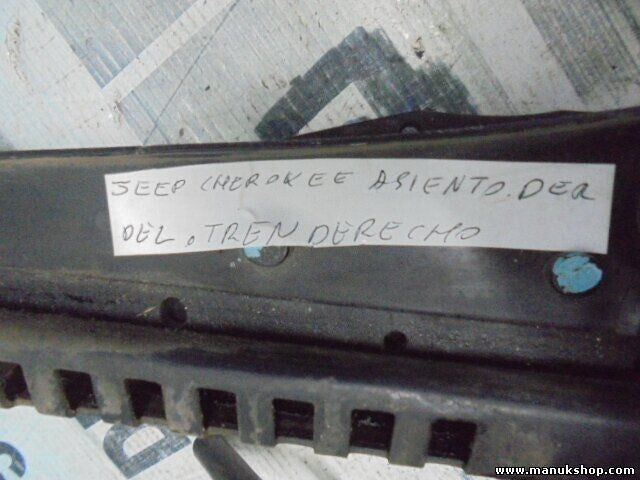 JEEP CHEROKEE ASIENTO.DER
DEL.TREN DERECHO
www.manukshop.com